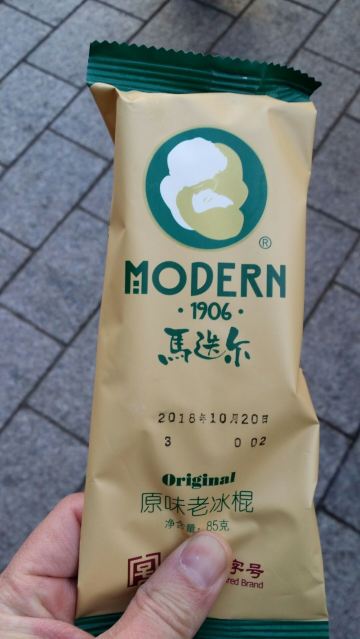 ®
MODERN
·1906·
馬迭尔
2018年10月20日
3 0 02
Original
原味老冰棍
净含量:85克
字号
red Brand